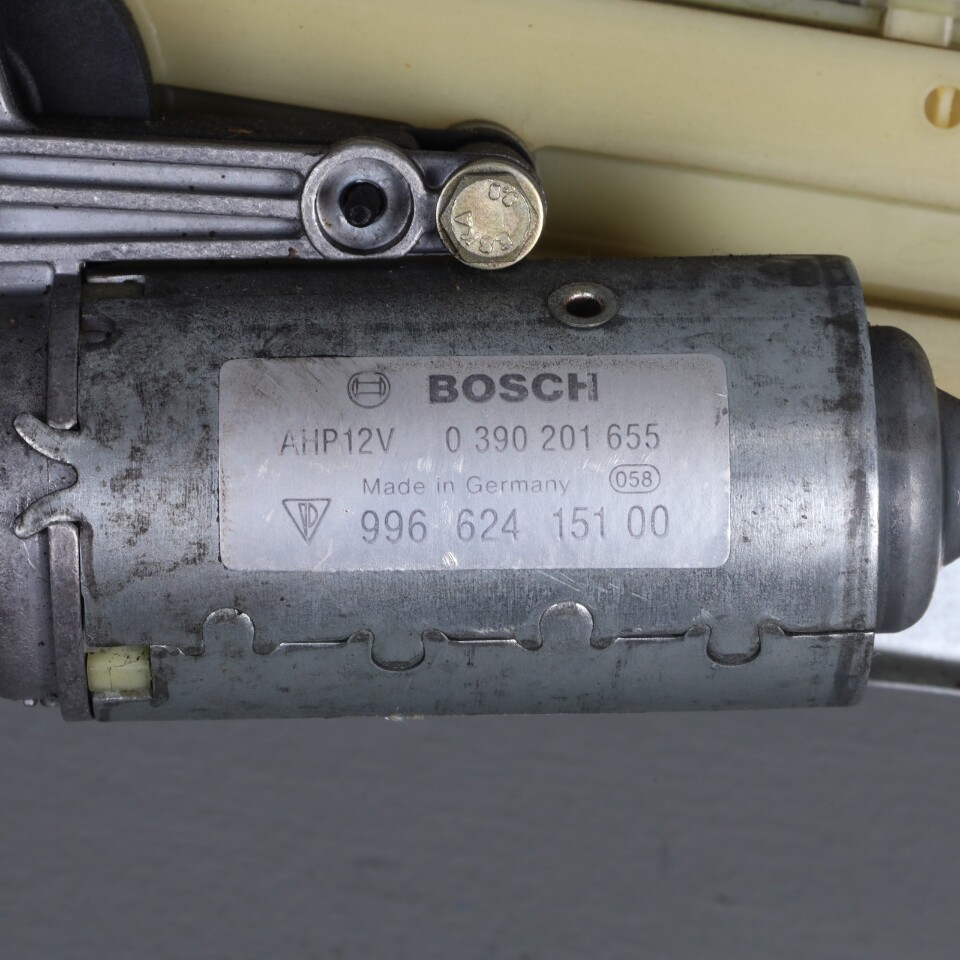 BOSCH
AHP12V 0 390 201 655
Made in Germany 058
996 624 151 00